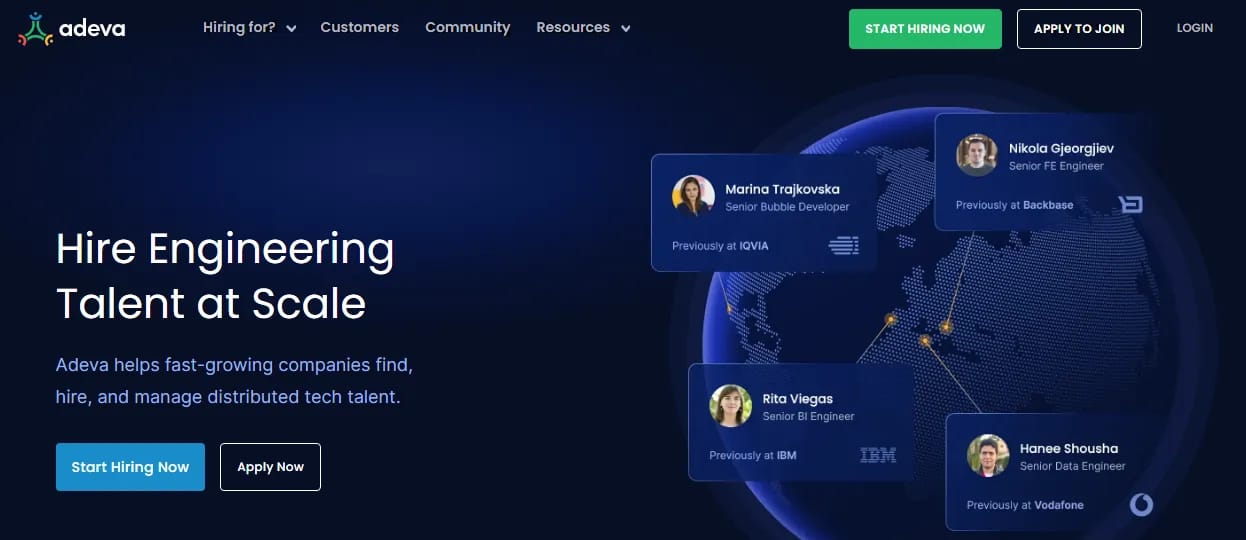 adeva
Hiring for?
Customers
Community
Resources
START HIRING NOW
APPLY TO JOIN
LOGIN
Hire Engineering
Talent at Scale
Adeva helps fast-growing companies find,
hire, and manage distributed tech talent.
Start Hiring Now
Apply Now
Marina Trajkovska
Senior Bubble Developer
Previously at IQVIA
Nikola Gjeorgjiev
Senior FE Engineer
Previously at Backbase
Rita Viegas
Senior BI Engineer
Previously at IBM
IBM
Hanee Shousha
Senior Data Engineer
Previously at Vodafone